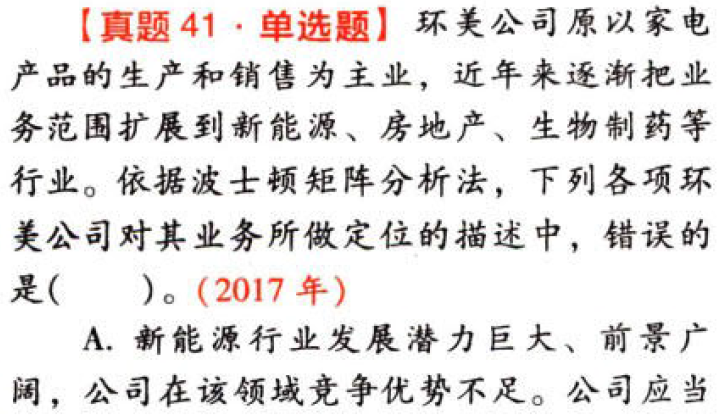 【真题 41 · 单选题】 环美公司原以家电
产品的生产和销售为主业，近年来逐渐把业
务范围扩展到新能源、房地产、生物制药等
行业。依据波士顿矩阵分析法，下列各项环
美公司对其业务所做定位的描述中，错误的
是(　　)。(2017 年)
A. 新能源行业发展潜力巨大、前景广
阔，公司在该领域竞争优势不足。公司应当